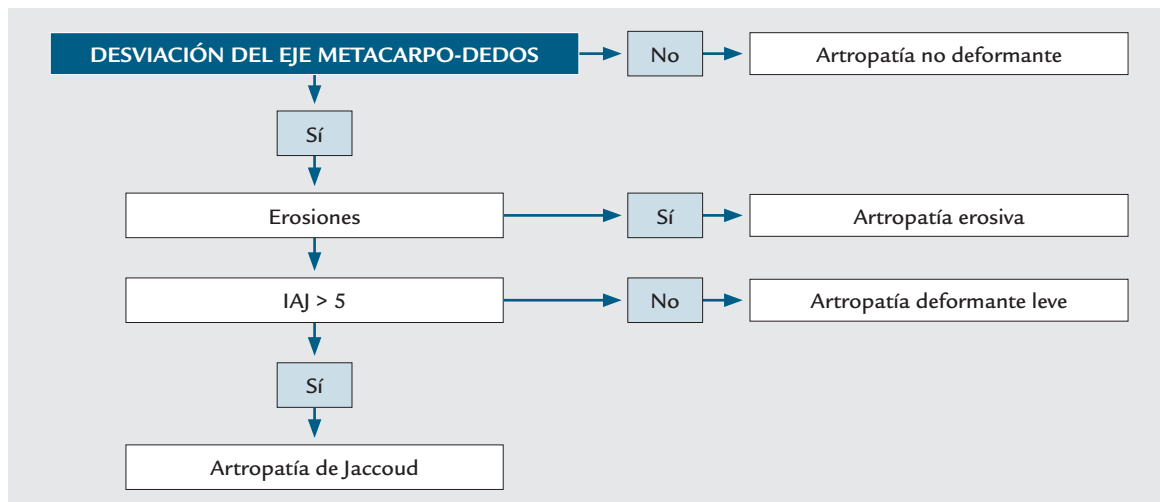 DESVIACIÓN DEL EJE METACARPO-DEDOS
No
Artropatía no deformante
Sí
Erosiones
Sí
Artropatía erosiva
IAJ > 5
No
Artropatía deformante leve
Sí
Artropatía de Jaccoud